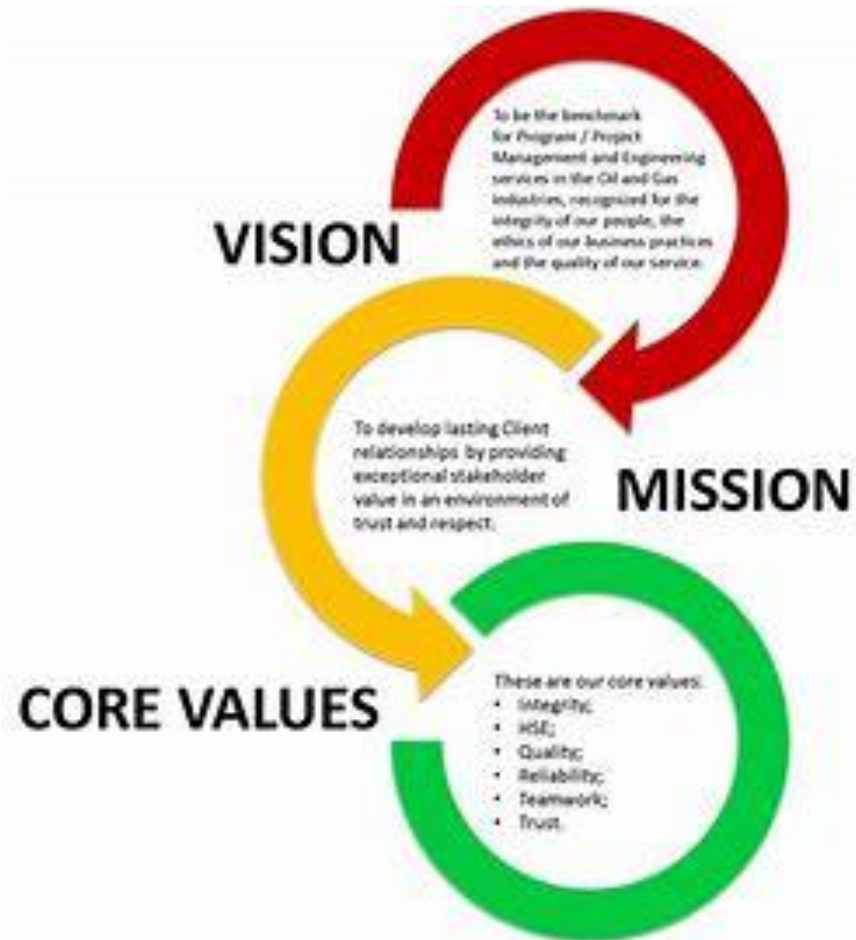 To be the benchmark
for Program / Project
Management and Engineering
services in the Oil and Gas
industries, recognized for the
integrity of our people, the
ethics of our business practices
and the quality of our service.
VISION
To develop lasting Client
relationships by providing
exceptional stakeholder
value in an environment of
trust and respect.
MISSION
CORE VALUES
These are our core values:
• Integrity;
• HSE;
• Quality;
• Reliability;
• Teamwork;
• Trust.